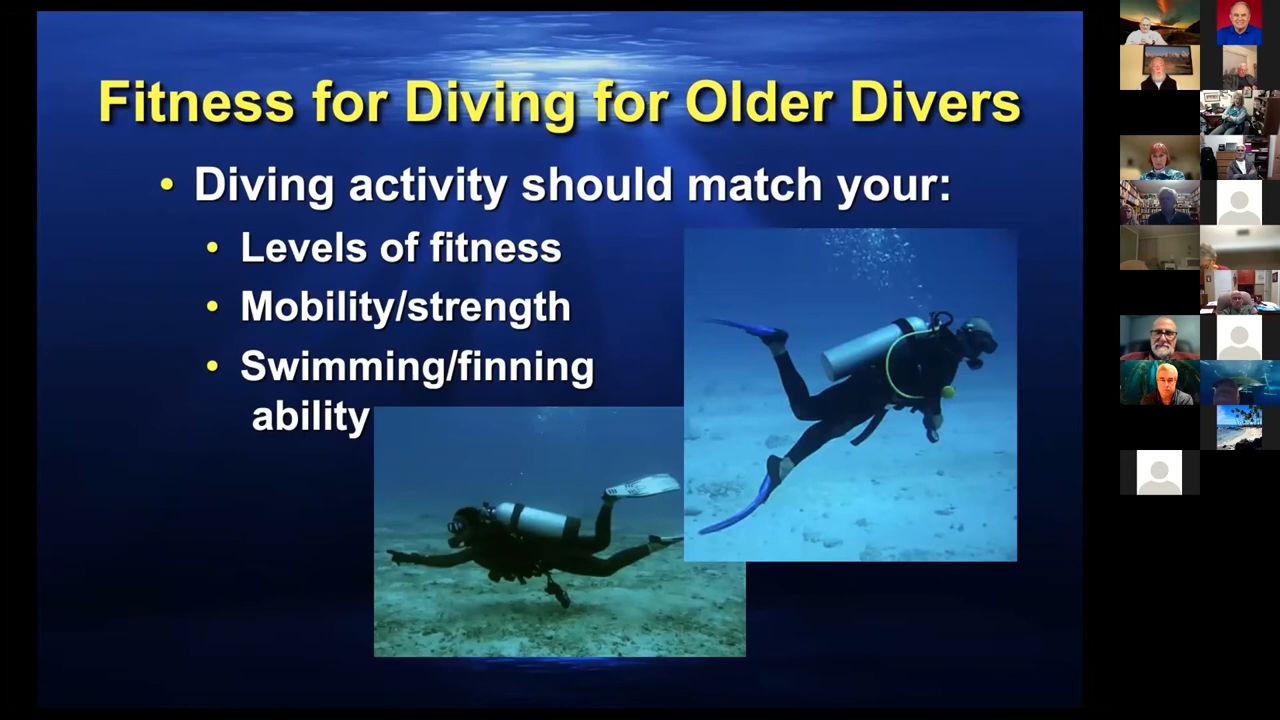 Fitness for Diving for Older Divers
• Diving activity should match your:
• Levels of fitness
• Mobility/strength
• Swimming/finning
ability